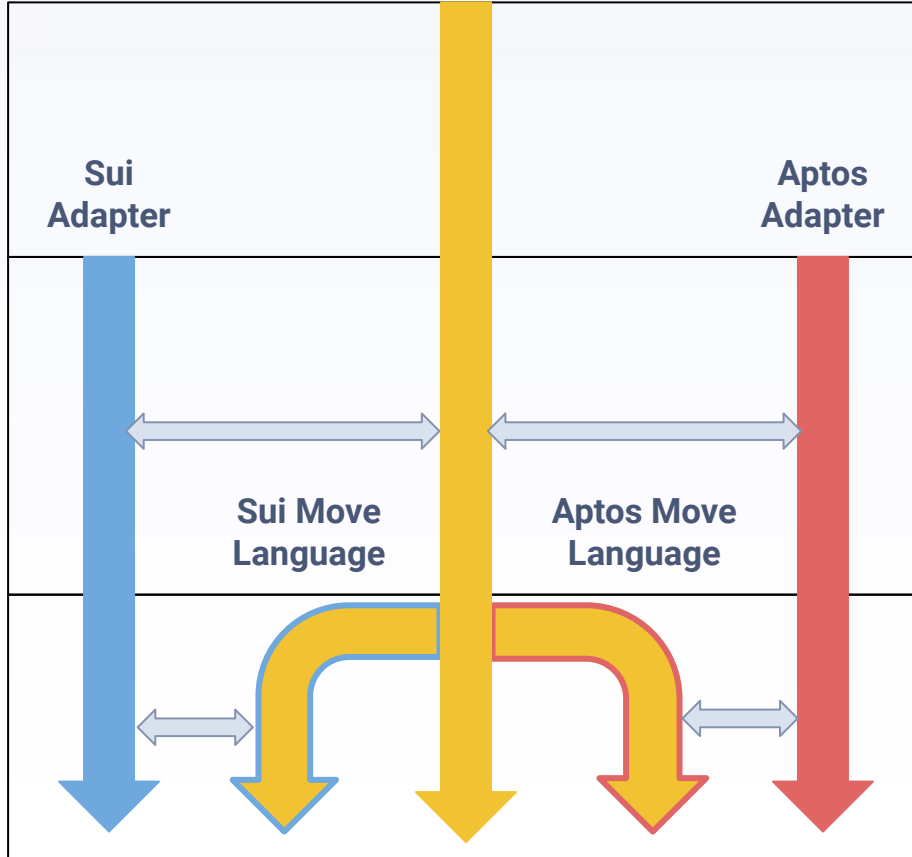 Sui
Adapter
Aptos
Adapter
Sui Move
Language
Aptos Move
Language